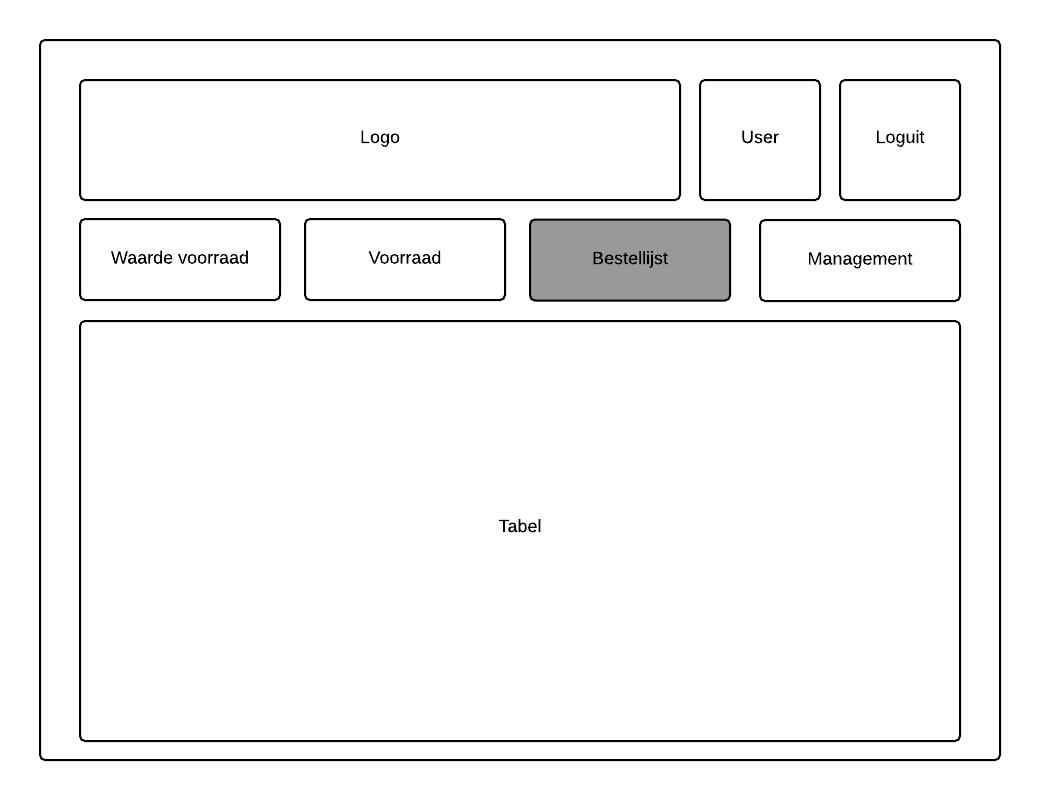 Logo
User
Loguit
Waarde voorraad
Voorraad
Bestellijst
Management
Tabel